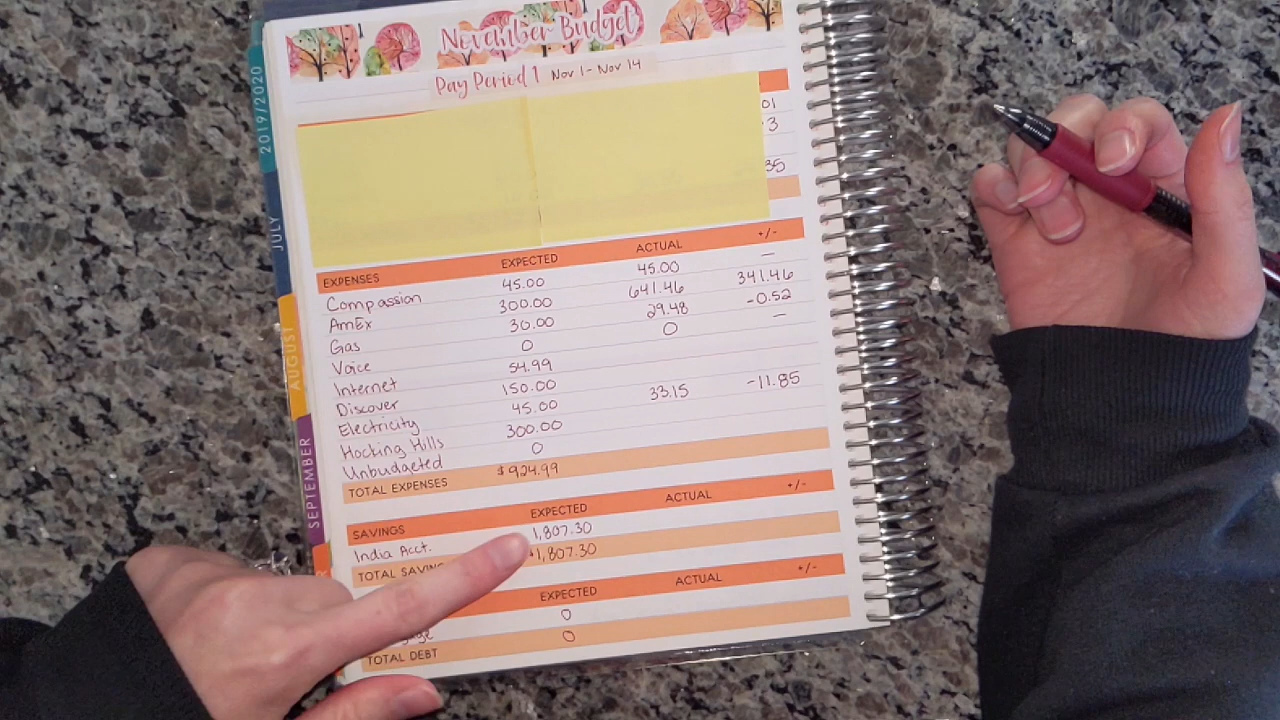 November Budget
Pay Period 1 Nov 1- Nov 14
01
3
35
EXPENSES EXPECTED ACTUAL +/-
Compassion 45.00 45.00 —
AmEx 300.00 641.46 341.46
Gas 30.00 29.48 -0.52
Voice 0 0 —
Internet 54.99
Discover 150.00
Electricity 45.00 33.15 -11.85
Hocking Hills 300.00
Unbudgeted 0
TOTAL EXPENSES $924.99
SAVINGS EXPECTED ACTUAL +/-
India Acct. 1,807.30
TOTAL 1,807.30
EXPECTED ACTUAL +/-
0
TOTAL DEBT 0
2019/2020
JULY
AUGUST
SEPTEMBER